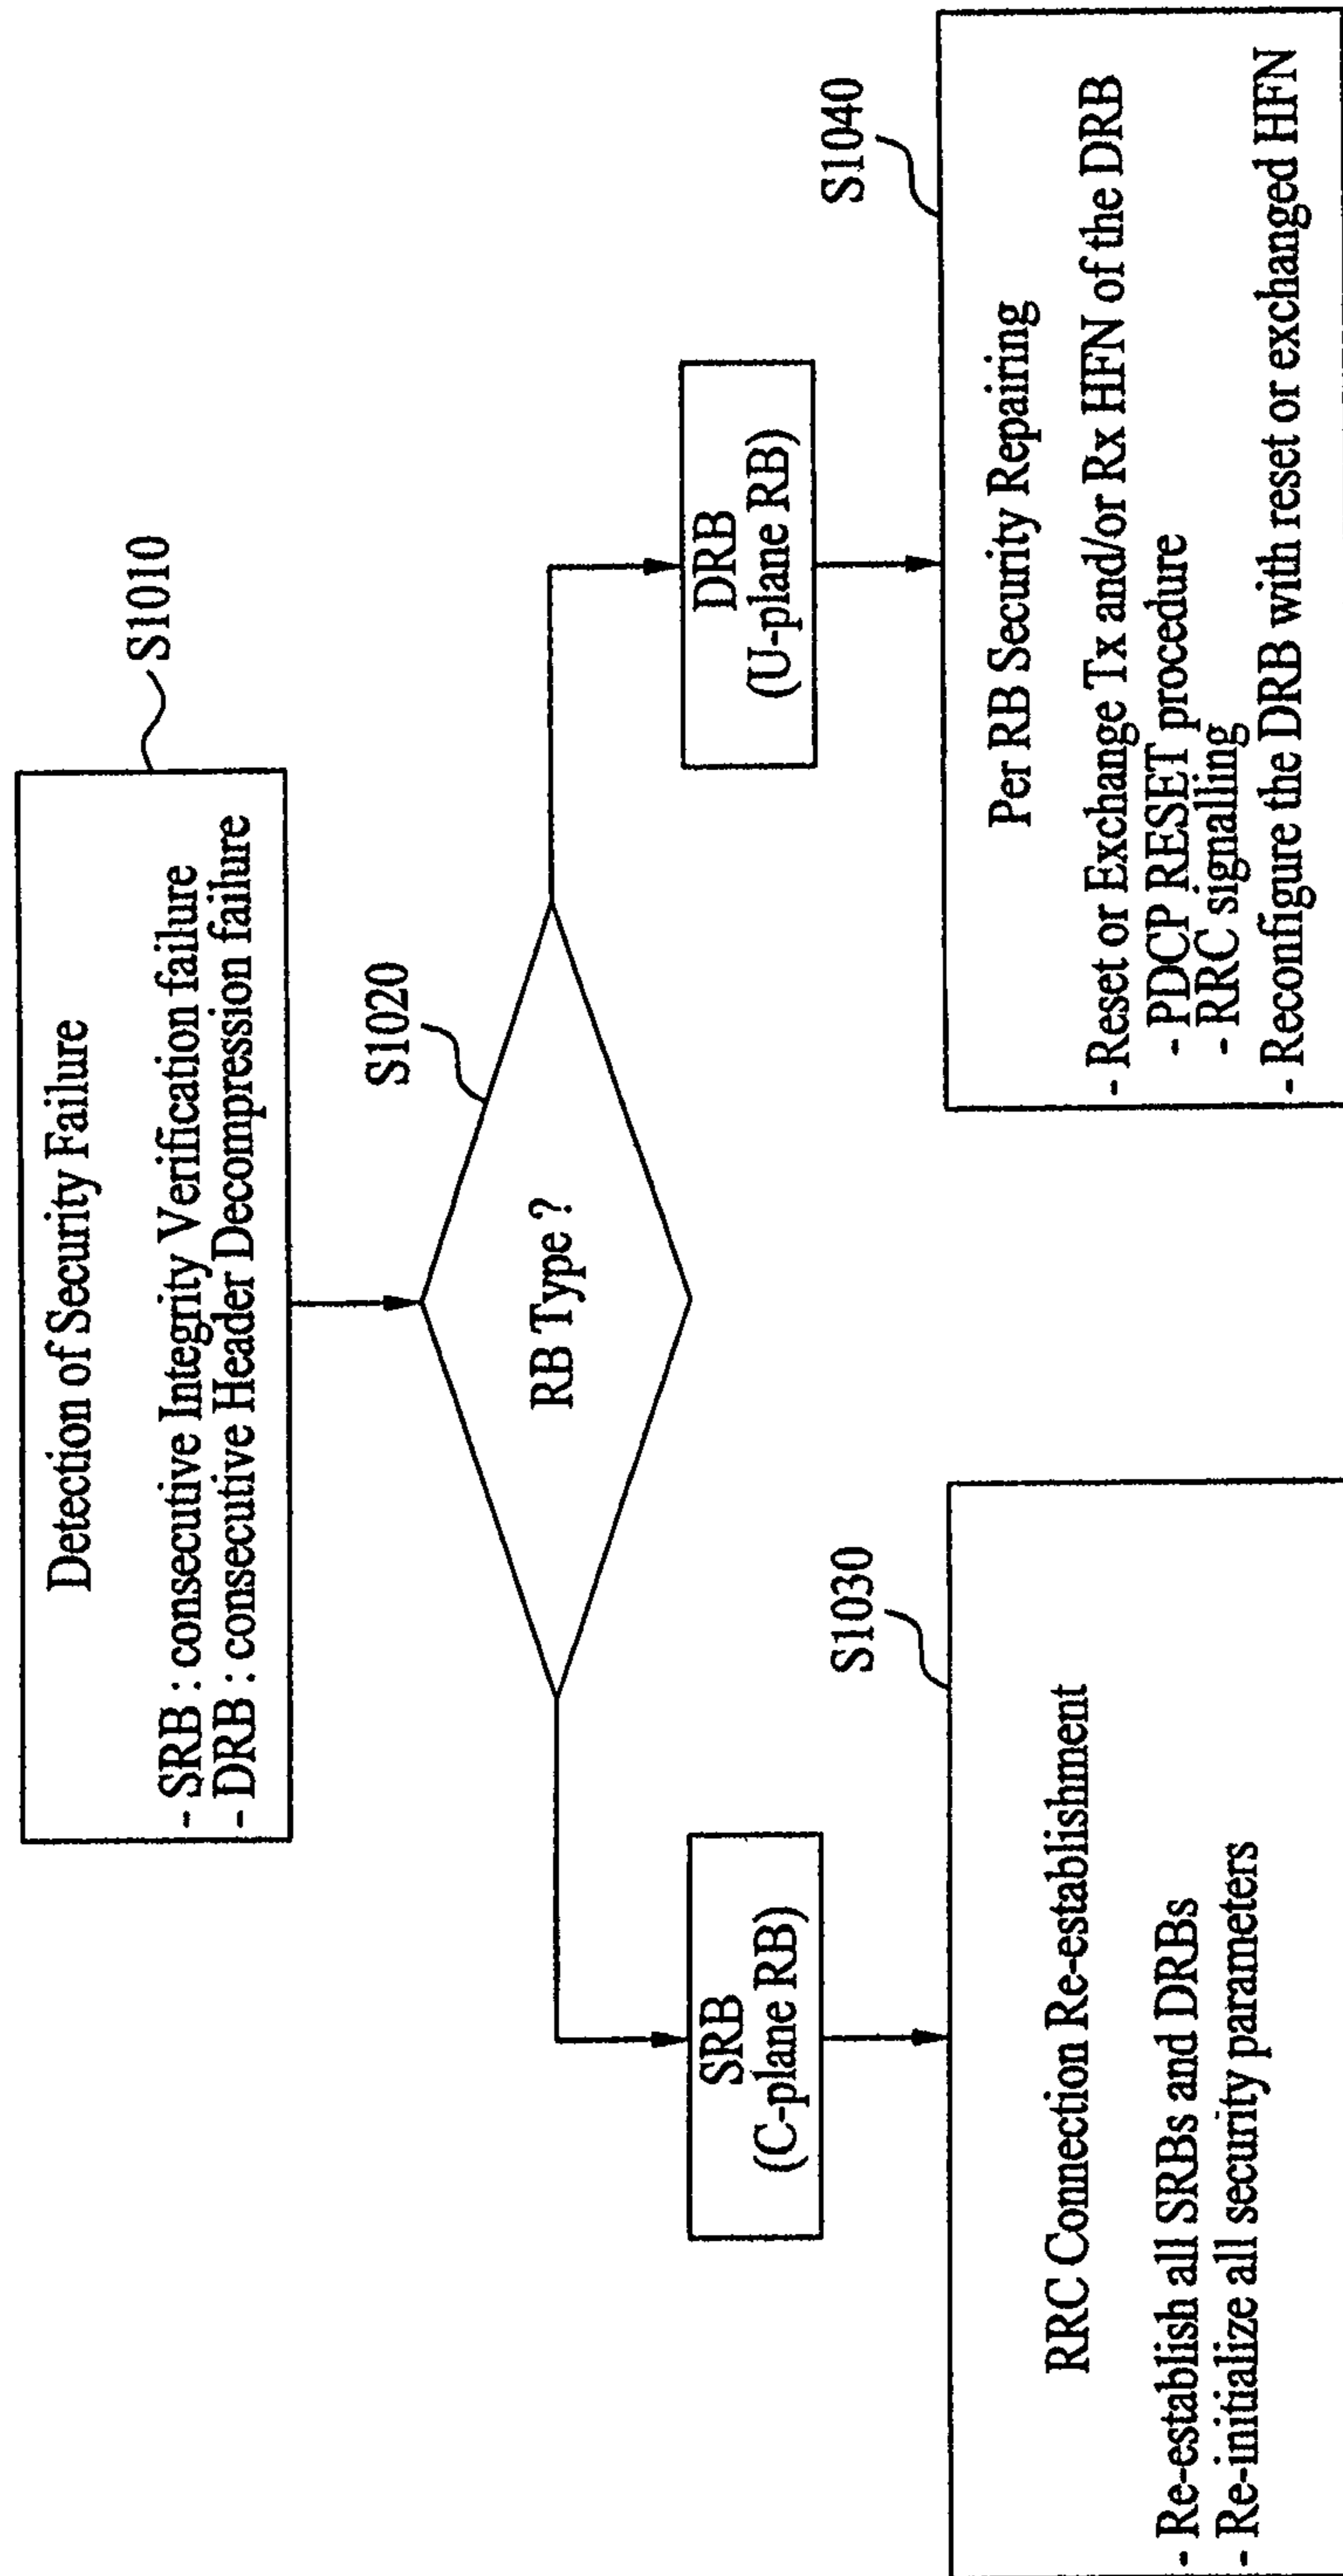 Detection of Security Failure
- SRB : consecutive Integrity Verification failure
- DRB : consecutive Header Decompression failure
S1010
RB Type ?
S1020
SRB
(C-plane RB)
DRB
(U-plane RB)
S1030
RRC Connection Re-establishment
- Re-establish all SRBs and DRBs
- Re-initialize all security parameters
S1040
Per RB Security Repairing
- Reset or Exchange Tx and/or Rx HFN of the DRB
- PDCP RESET procedure
- RRC signalling
- Reconfigure the DRB with reset or exchanged HFN